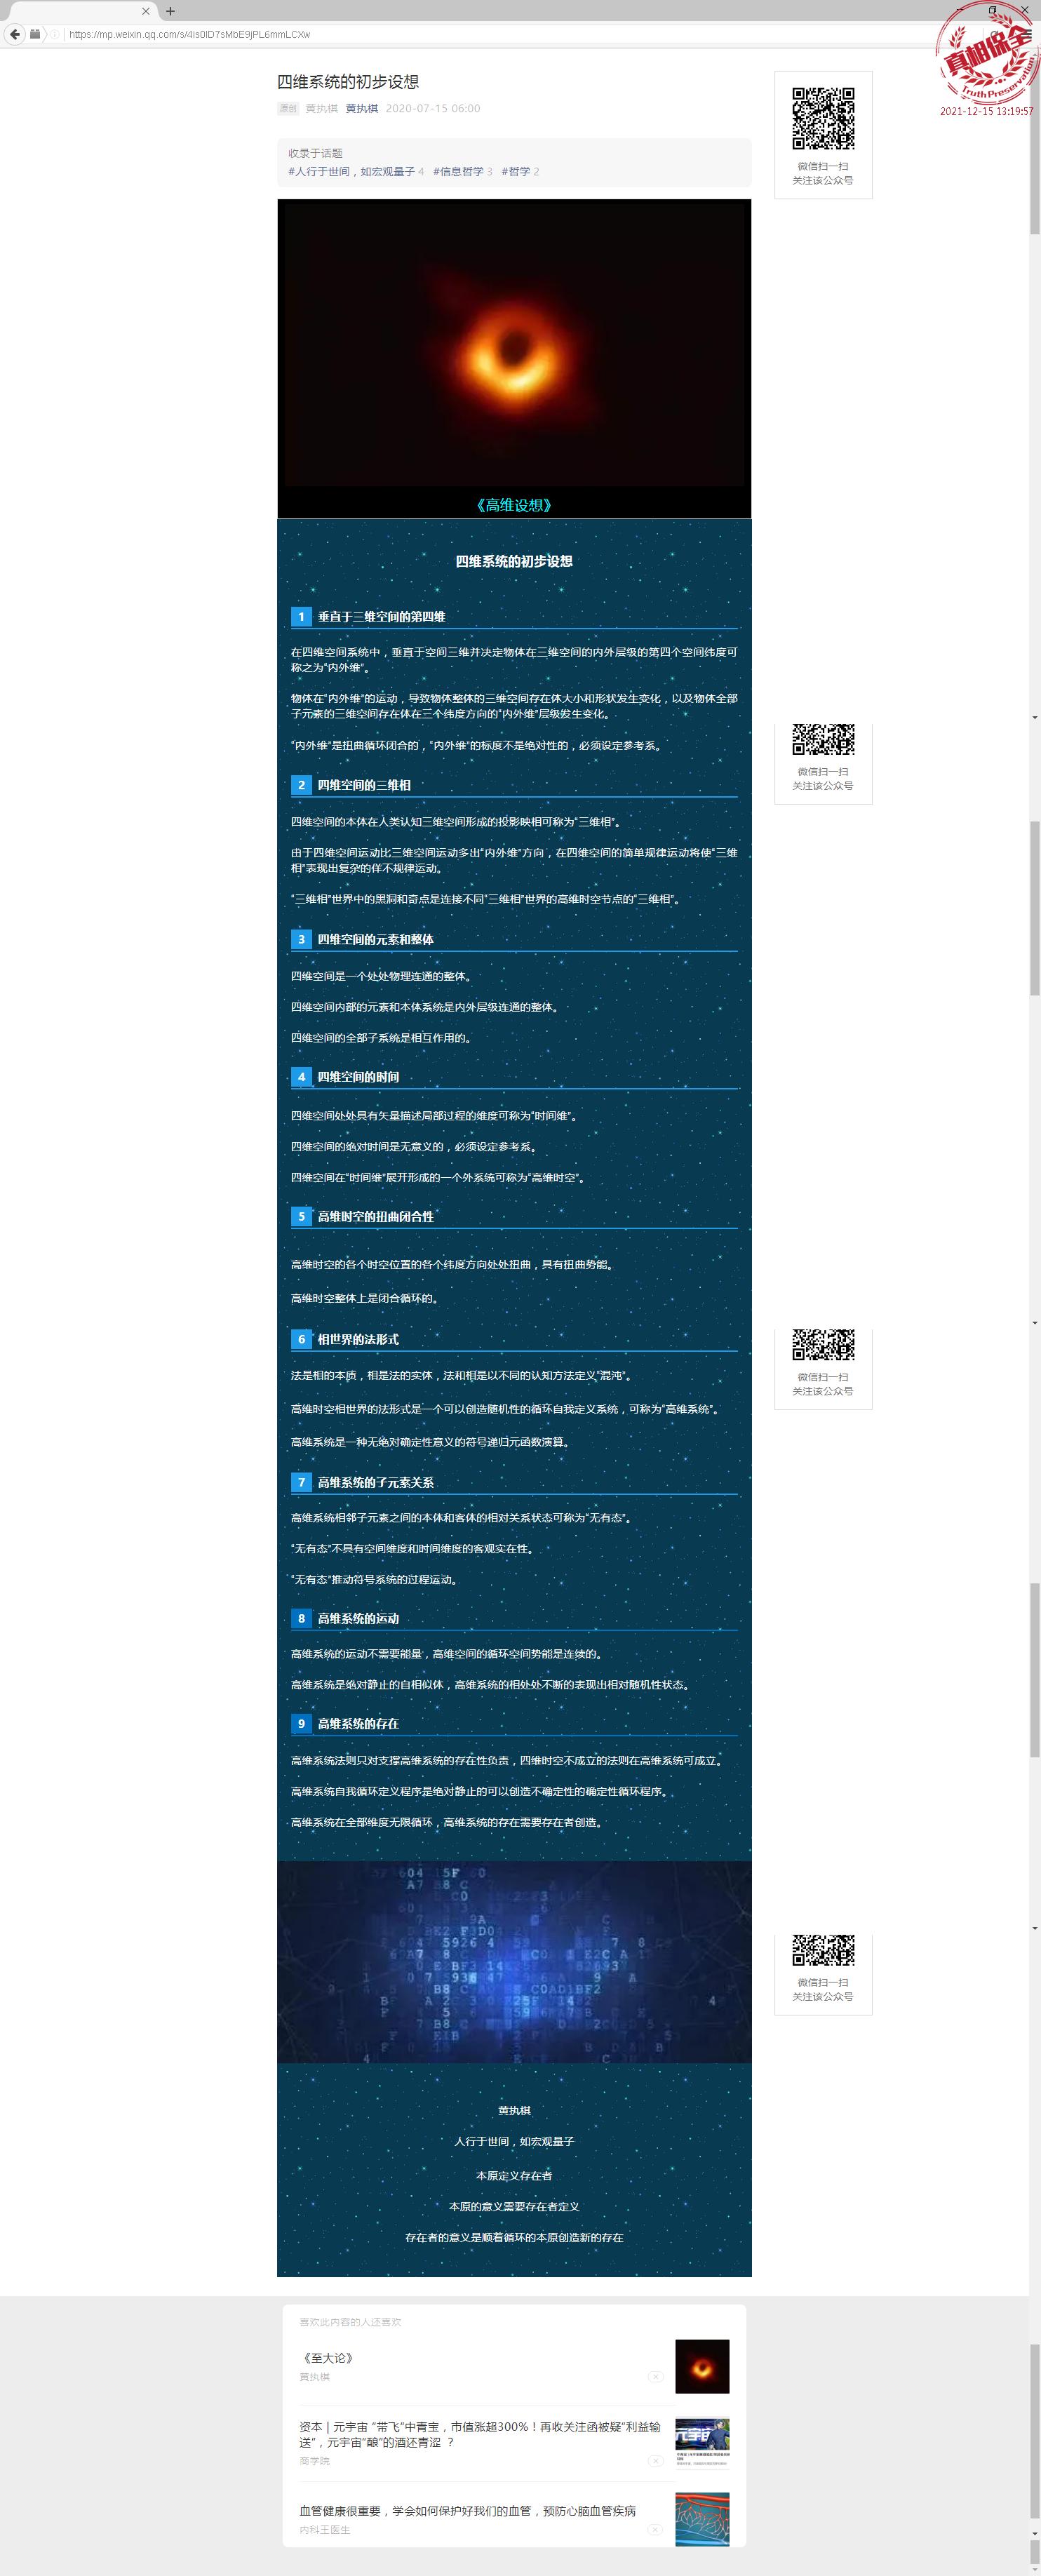 https://mp.weixin.qq.com/s/4is0ID7sMbE9jPL6mmLCXw
真相保全
Truth Preservation
2021-12-15 13:19:57
四维系统的初步设想
原创 黄执棋 黄执棋 2020-07-15 06:00
收录于话题
#人行于世间，如宏观量子 4 #信息哲学 3 #哲学 2
微信扫一扫
关注该公众号
《高维设想》
四维系统的初步设想
1 垂直于三维空间的第四维
在四维空间系统中，垂直于空间三维并决定物体在三维空间的内外层级的第四个空间纬度可
称之为“内外维”。
物体在“内外维”的运动，导致物体整体的三维空间存在体大小和形状发生变化，以及物体全部
子元素的三维空间存在体在三个纬度方向的“内外维”层级发生变化。
“内外维”是扭曲循环闭合的，“内外维”的标度不是绝对性的，必须设定参考系。
微信扫一扫
关注该公众号
2 四维空间的三维相
四维空间的本体在人类认知三维空间形成的投影映相可称为“三维相”。
由于四维空间运动比三维空间运动多出“内外维”方向，在四维空间的简单规律运动将使“三维
相”表现出复杂的佯不规律运动。
“三维相”世界中的黑洞和奇点是连接不同“三维相”世界的高维时空节点的“三维相”。
3 四维空间的元素和整体
四维空间是一个处处物理连通的整体。
四维空间内部的元素和本体系统是内外层级连通的整体。
四维空间的全部子系统是相互作用的。
4 四维空间的时间
四维空间处处具有矢量描述局部过程的维度可称为“时间维”。
四维空间的绝对时间是无意义的，必须设定参考系。
四维空间在“时间维”展开形成的一个外系统可称为“高维时空”。
5 高维时空的扭曲闭合性
高维时空的各个时空位置的各个纬度方向处处扭曲，具有扭曲势能。
高维时空整体上是闭合循环的。
6 相世界的法形式
微信扫一扫
关注该公众号
法是相的本质，相是法的实体，法和相是以不同的认知方法定义“混沌”。
高维时空相世界的法形式是一个可以创造随机性的循环自我定义系统，可称为“高维系统”。
高维系统是一种无绝对确定性意义的符号递归元函数演算。
7 高维系统的子元素关系
高维系统相邻子元素之间的本体和客体的相对关系状态可称为“无有态”。
“无有态”不具有空间维度和时间维度的客观实在性。
“无有态”推动符号系统的过程运动。
8 高维系统的运动
高维系统的运动不需要能量，高维空间的循环空间势能是连续的。
高维系统是绝对静止的自相似体，高维系统的相处处不断的表现出相对随机性状态。
9 高维系统的存在
高维系统法则只对支撑高维系统的存在性负责，四维时空不成立的法则在高维系统可成立。
高维系统自我循环定义程序是绝对静止的可以创造不确定性的确定性循环程序。
高维系统在全部维度无限循环，高维系统的存在需要存在者创造。
微信扫一扫
关注该公众号
黄执棋
人行于世间，如宏观量子
本原定义存在者
本原的意义需要存在者定义
存在者的意义是顺着循环的本原创造新的存在
喜欢此内容的人还喜欢
《至大论》
黄执棋
资本 | 元宇宙 “带飞”中青宝，市值涨超300%！再收关注函被疑“利益输
送”，元宇宙“酿”的酒还青涩 ？
商学院
元宇宙
血管健康很重要，学会如何保护好我们的血管，预防心脑血管疾病
内科王医生